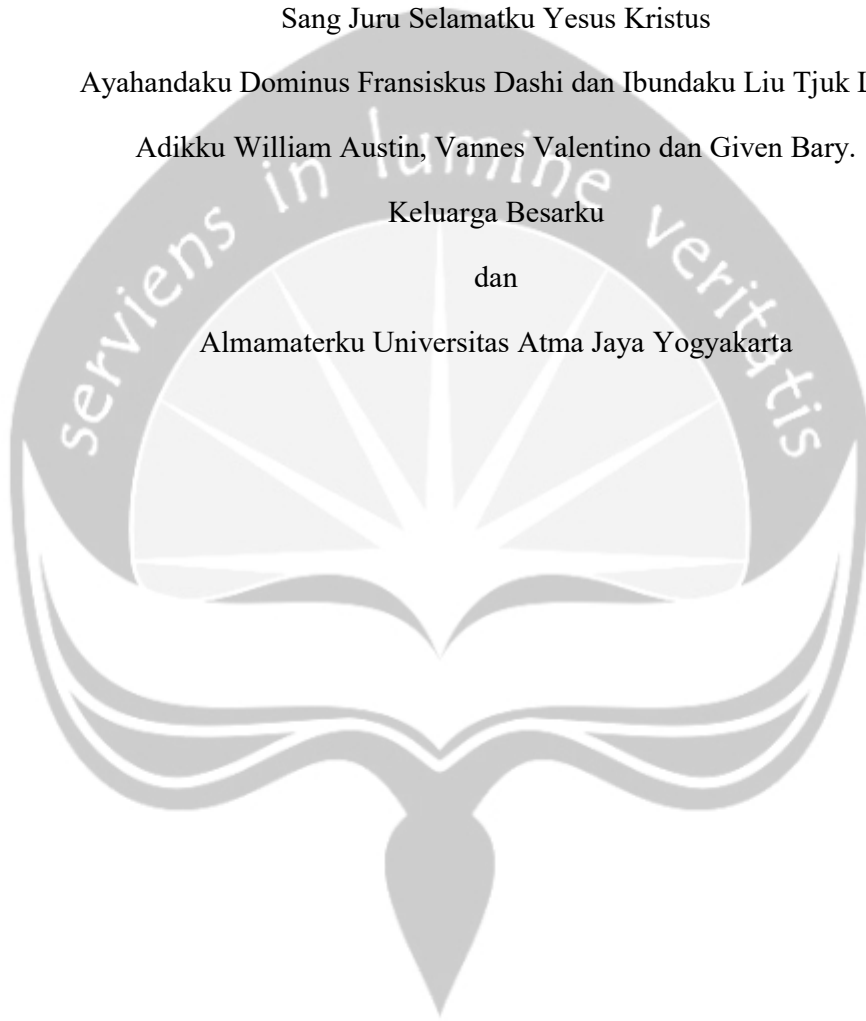 Sang Juru Selamatku Yesus Kristus
Ayahandaku Dominus Fransiskus Dashi dan Ibundaku Liu Tjuk
Adikku William Austin, Vannes Valentino dan Given Bary.
Keluarga Besarku
dan
Almamaterku Universitas Atma Jaya Yogyakarta
serviens in lumine veritatis